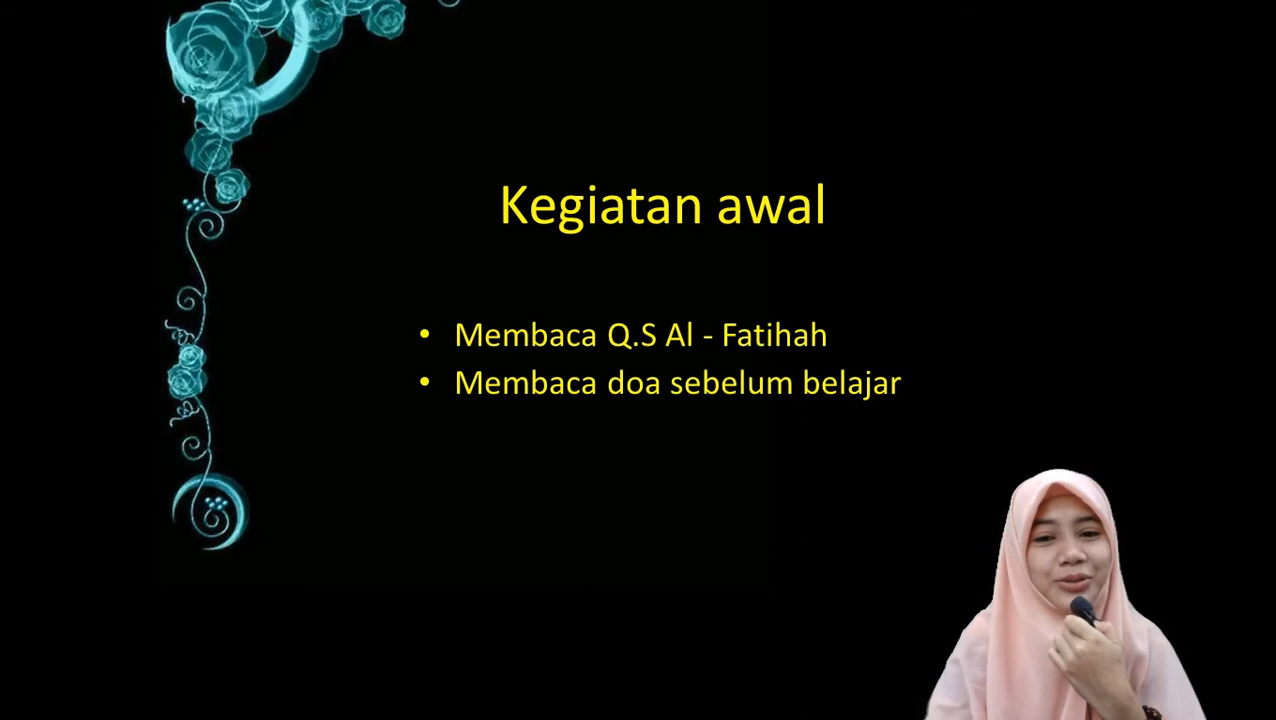 Kegiatan awal
• Membaca Q.S Al - Fatihah
• Membaca doa sebelum belajar